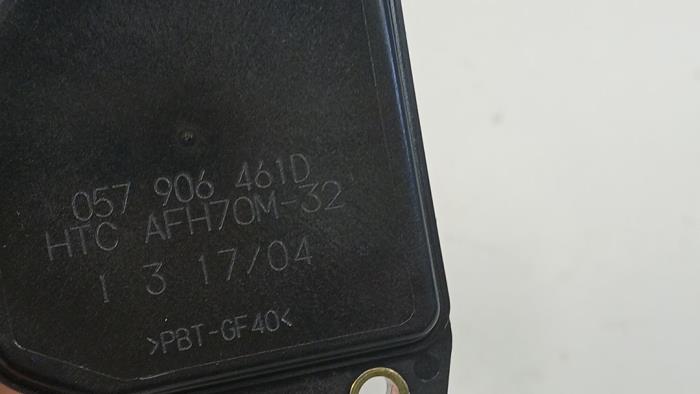 057 906 461D
HTC AFH70M-32
1 3 17/04
>PBT-GF40<